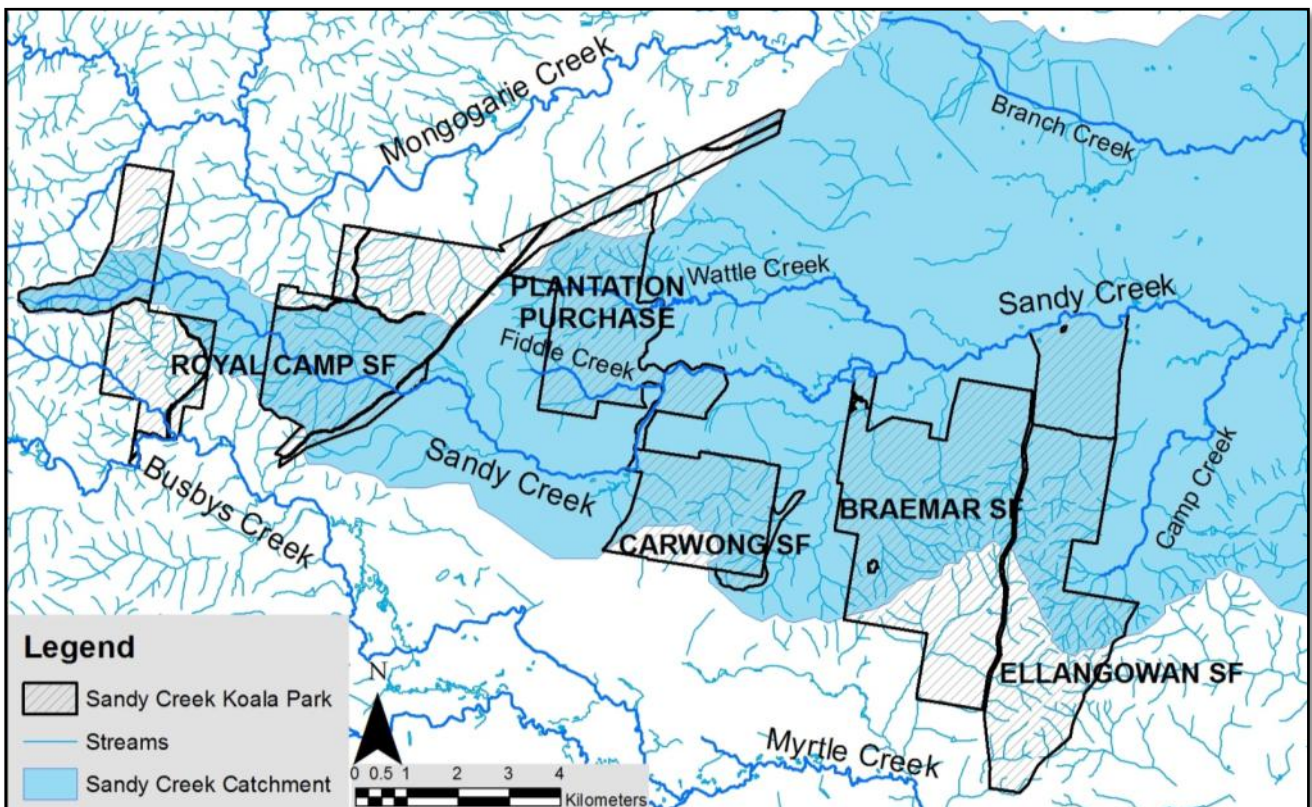 Mongogarie Creek
Branch Creek
Wattle Creek
PLANTATION
PURCHASE
Sandy Creek
Fiddle Creek
ROYAL CAMP SF
Sandy Creek
Busbys Creek
BRAEMAR SF
Camp Creek
CARWONG SF
ELLANGOWAN SF
Myrtle Creek
Legend
Sandy Creek Koala Park
Streams
Sandy Creek Catchment
N
0 0.5 1 2 3 4
Kilometers